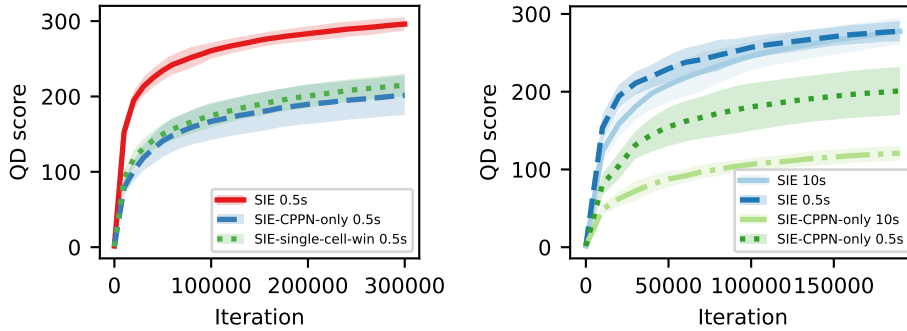 300
200
100
0
QD score
SIE 0.5s
SIE-CPPN-only 0.5s
SIE-single-cell-win 0.5s
0 100000 200000 300000
Iteration
300
200
100
0
QD score
SIE 10s
SIE 0.5s
SIE-CPPN-only 10s
SIE-CPPN-only 0.5s
0 50000 100000 150000
Iteration